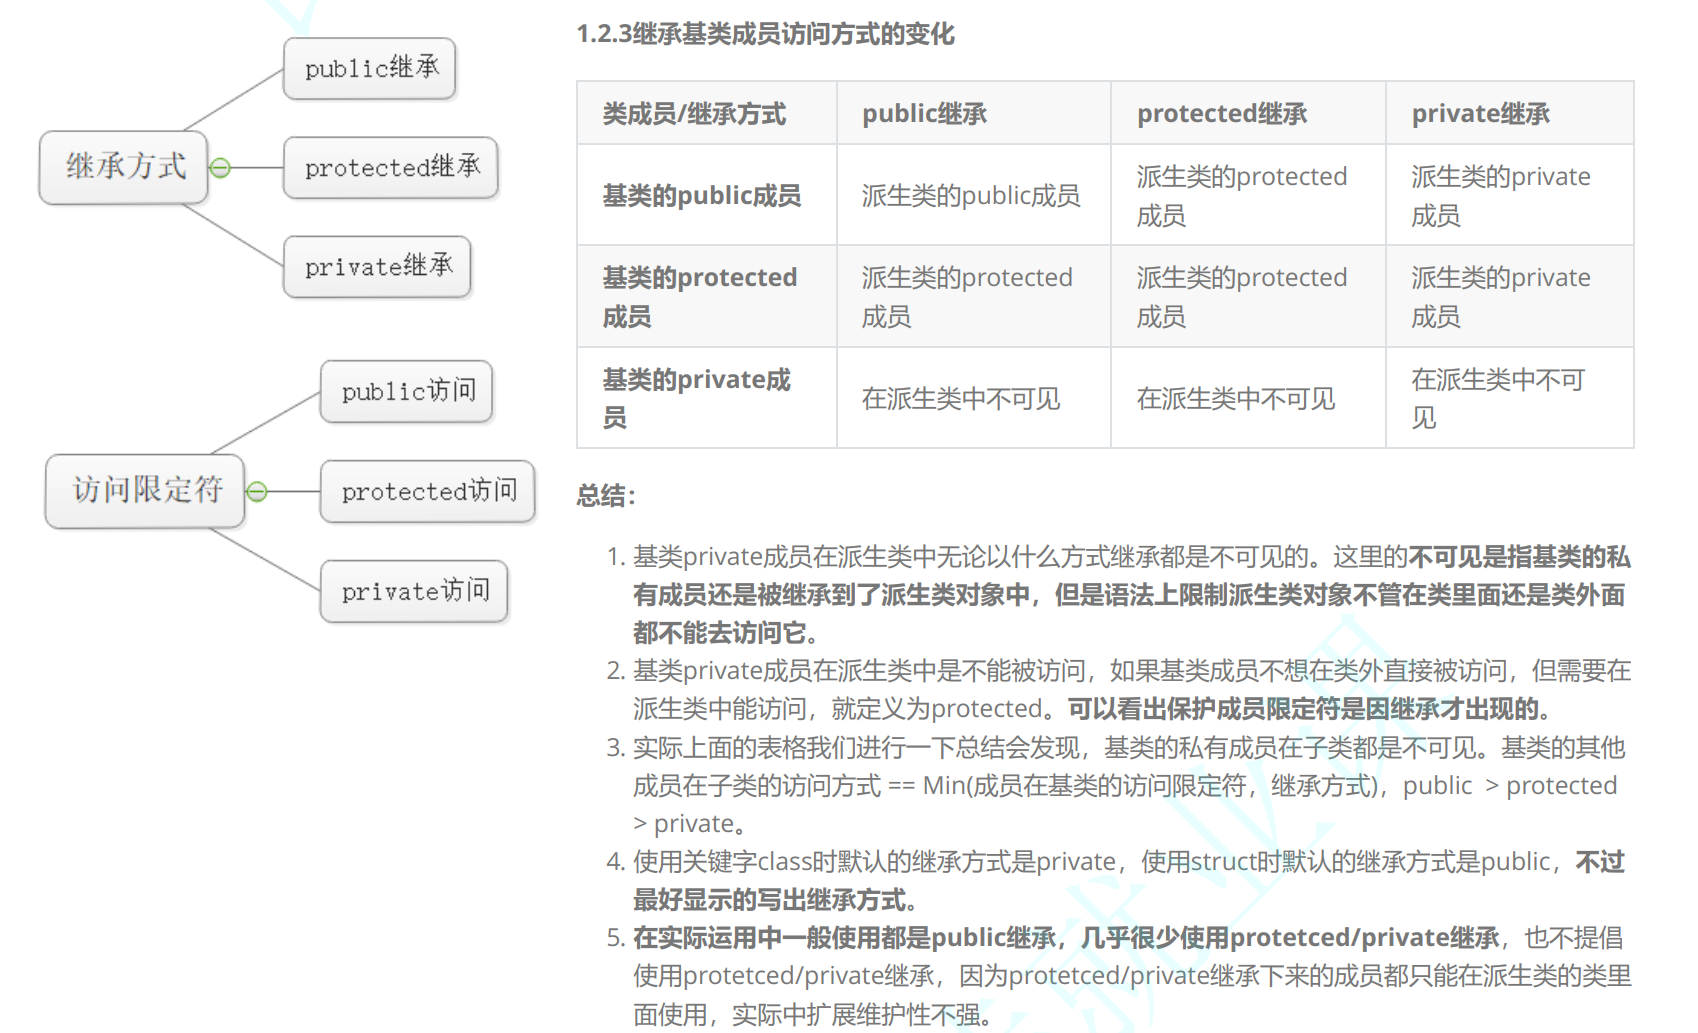 继承方式
public继承
protected继承
private继承
访问限定符
public访问
protected访问
private访问
1.2.3继承基类成员访问方式的变化
类成员/继承方式 public继承 protected继承 private继承
基类的public成员 派生类的public成员 派生类的protected成员 派生类的private成员
基类的protected成员 派生类的protected成员 派生类的protected成员 派生类的private成员
基类的private成员 在派生类中不可见 在派生类中不可见 在派生类中不可见
总结：
1. 基类private成员在派生类中无论以什么方式继承都是不可见的。这里的不可见是指基类的私
有成员还是被继承到了派生类对象中，但是语法上限制派生类对象不管在类里面还是类外面
都不能去访问它。
2. 基类private成员在派生类中是不能被访问，如果基类成员不想在类外直接被访问，但需要在
派生类中能访问，就定义为protected。可以看出保护成员限定符是因继承才出现的。
3. 实际上面的表格我们进行一下总结会发现，基类的私有成员在子类都是不可见。基类的其他
成员在子类的访问方式 == Min(成员在基类的访问限定符，继承方式)，public > protected
> private。
4. 使用关键字class时默认的继承方式是private，使用struct时默认的继承方式是public，不过
最好显示的写出继承方式。
5. 在实际运用中一般使用都是public继承，几乎很少使用protetced/private继承，也不提倡
使用protetced/private继承，因为protetced/private继承下来的成员都只能在派生类的类里
面使用，实际中扩展维护性不强。
就业课